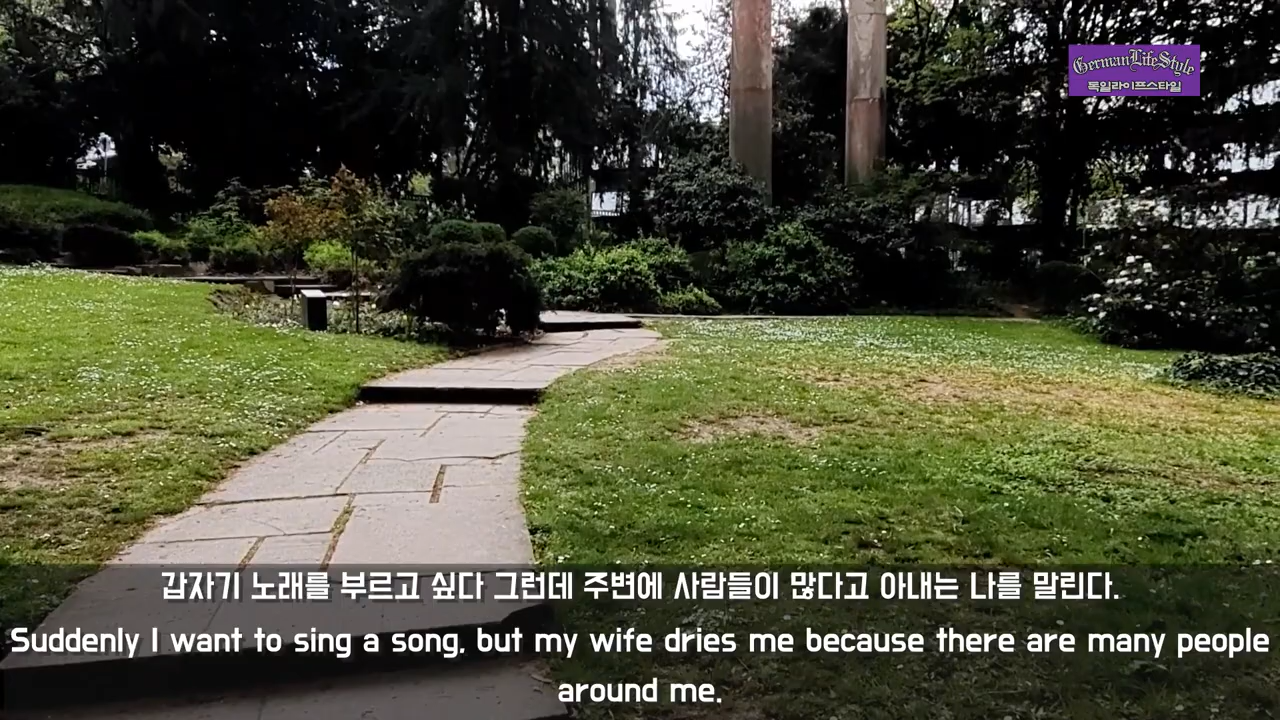 GermanLifeStyle
독일라이프스타일
갑자기 노래를 부르고 싶다 그런데 주변에 사람들이 많다고 아내는 나를 말린다.
Suddenly I want to sing a song, but my wife dries me because there are many people
around me.